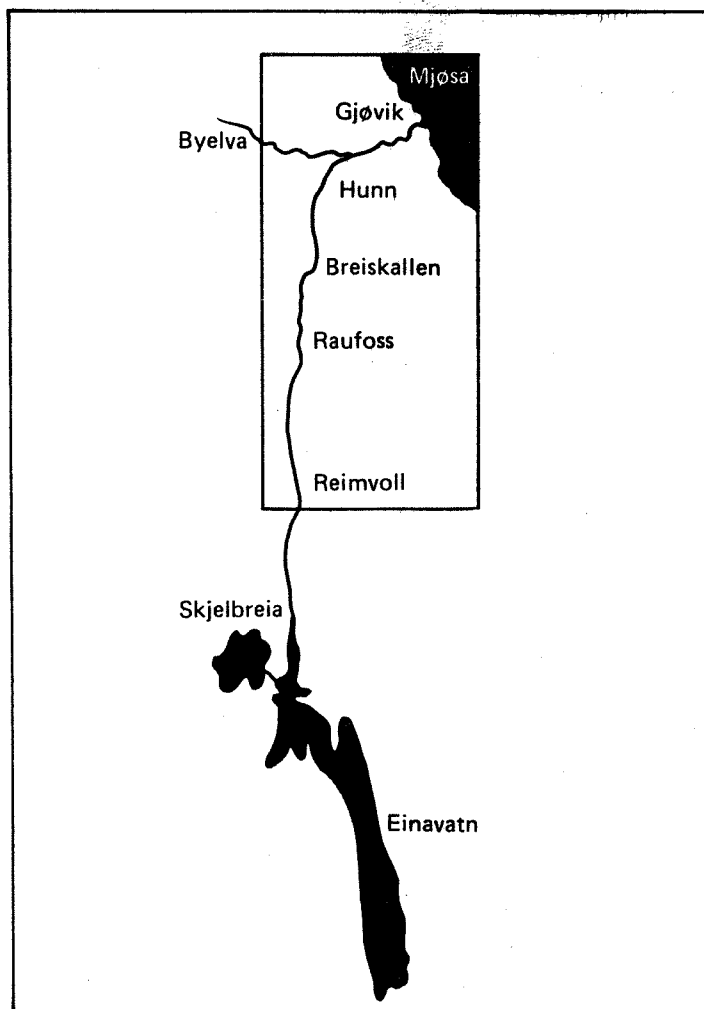 Mjøsa
Gjøvik
Byelva
Hunn
Breiskallen
Raufoss
Reimvoll
Skjelbreia
Einavatn